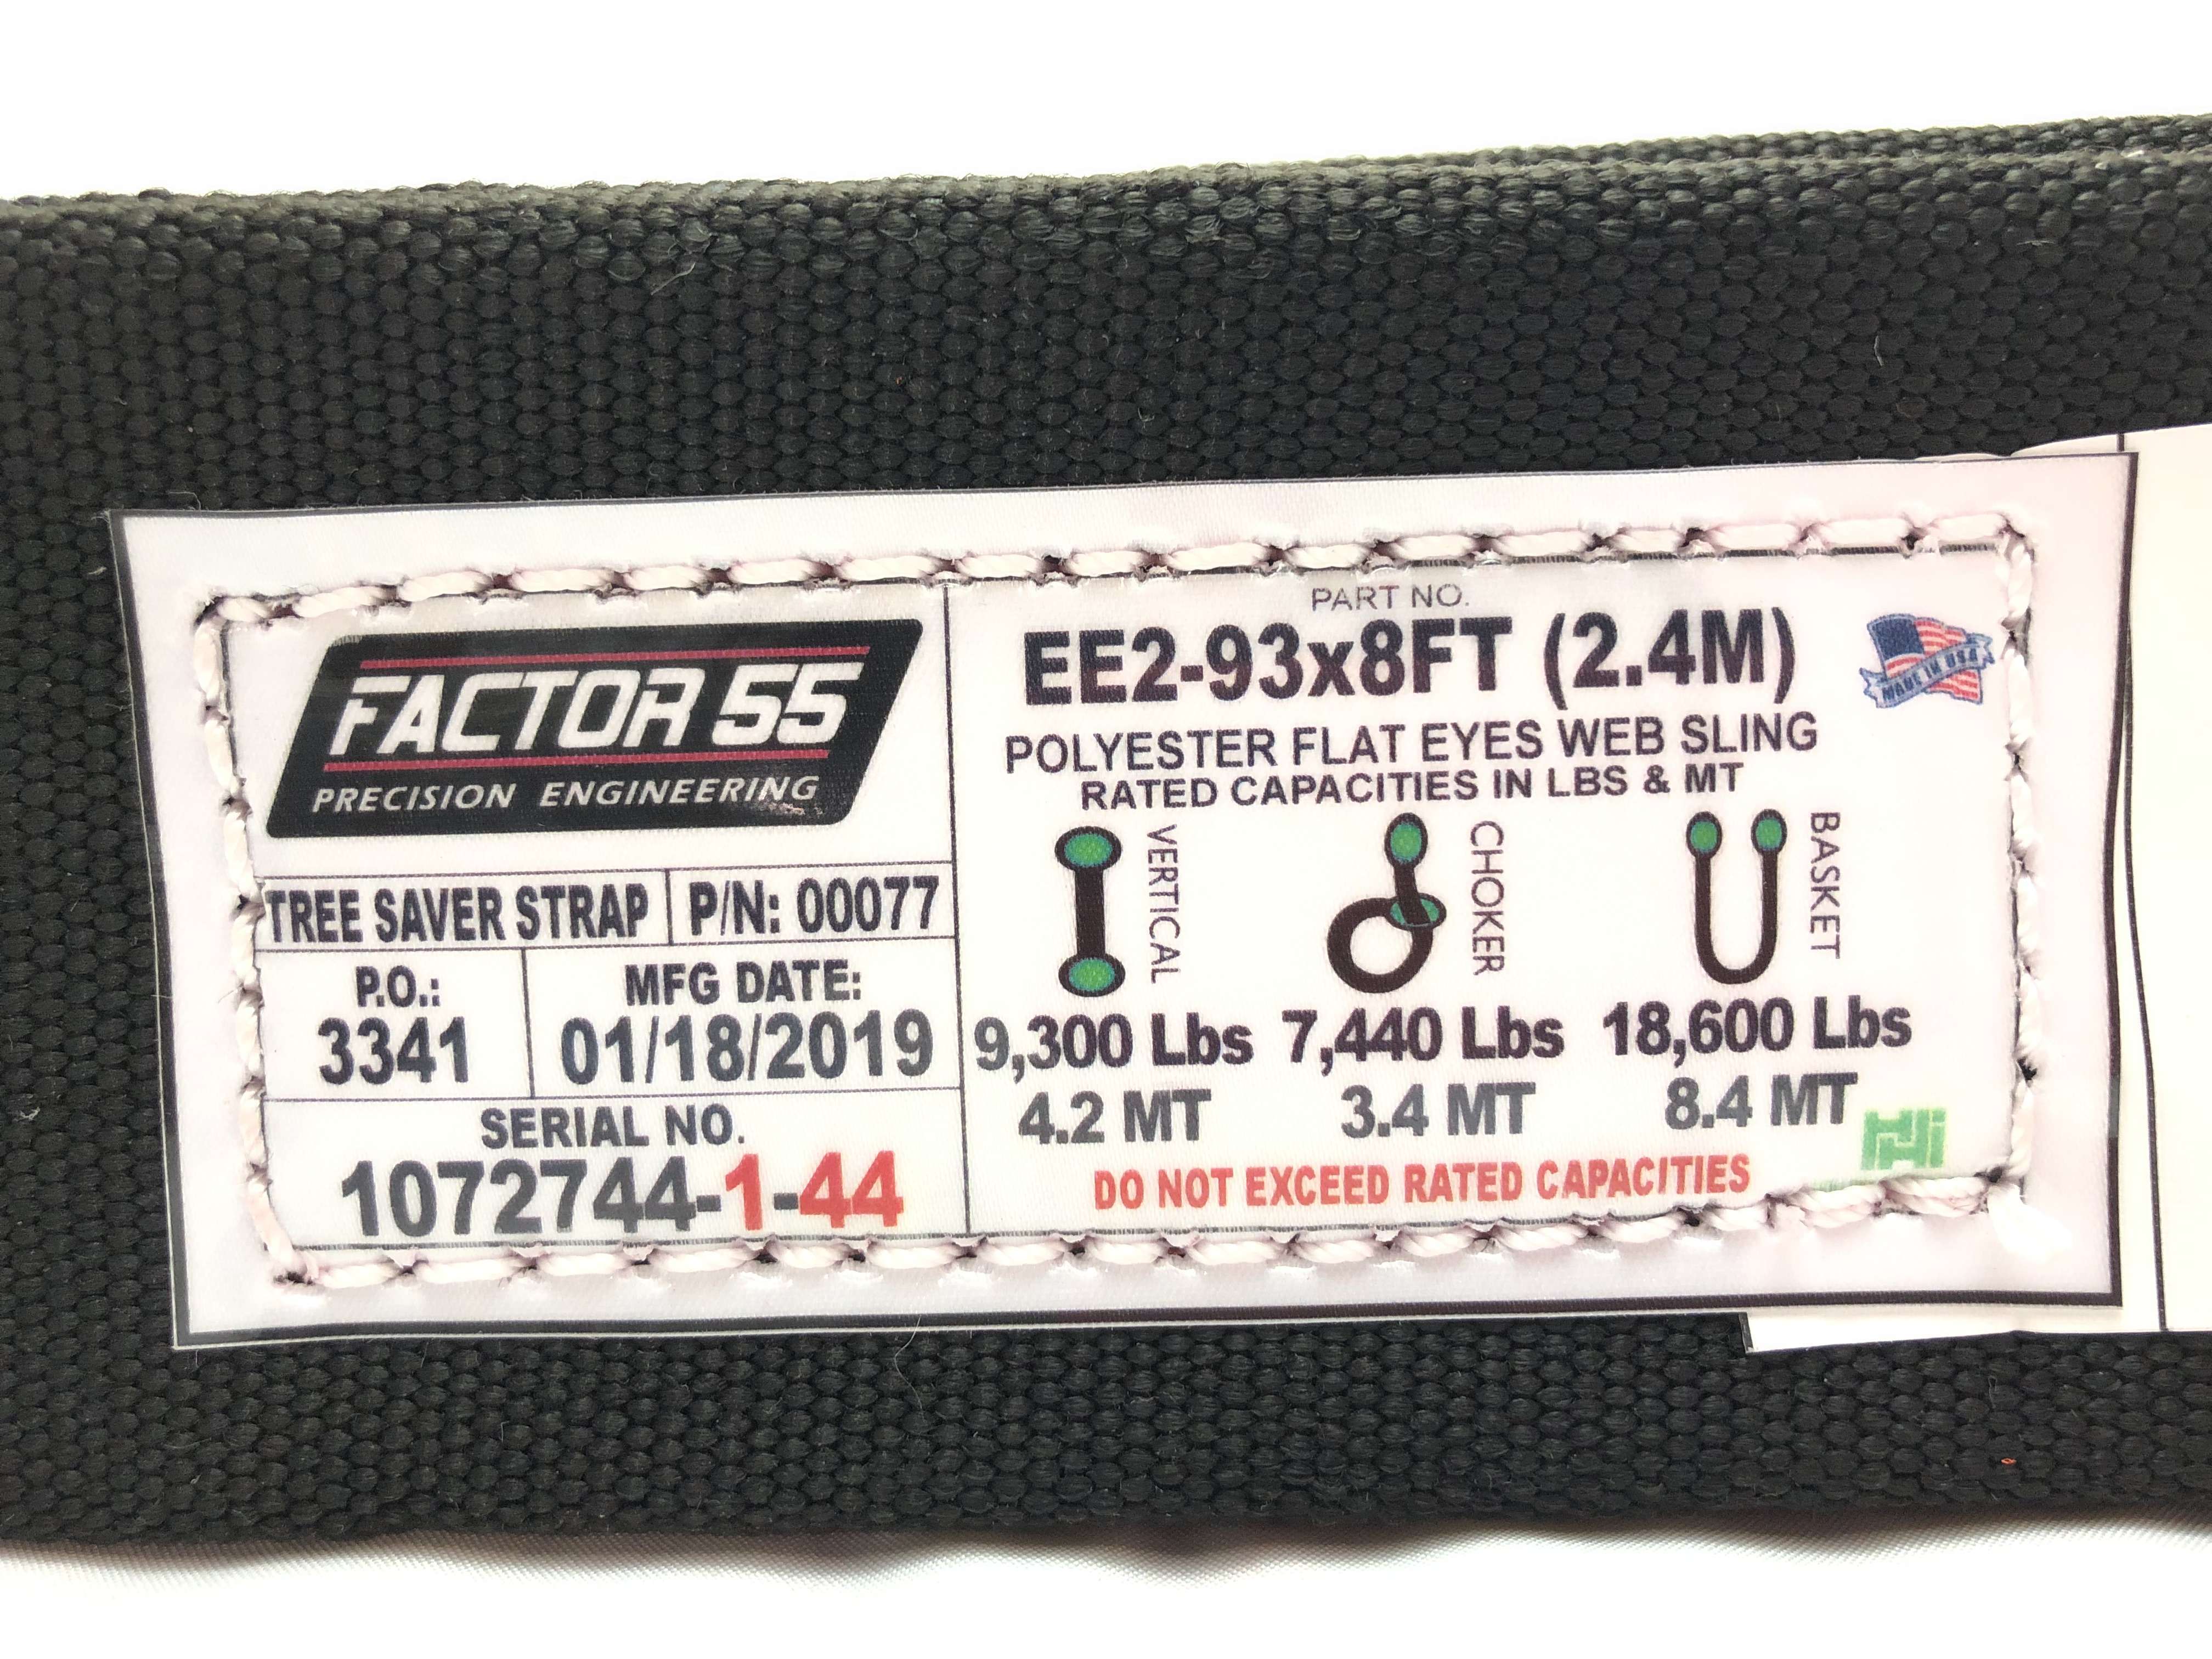 FACTOR 55
PRECISION ENGINEERING
TREE SAVER STRAP P/N: 00077
P.O.: MFG DATE:
3341 01/18/2019
SERIAL NO.
1072744-1-44
PART NO.
EE2-93x8FT (2.4M)
MADE IN USA
POLYESTER FLAT EYES WEB SLING
RATED CAPACITIES IN LBS & MT
VERTICAL
CHOKER
BASKET
9,300 Lbs 7,440 Lbs 18,600 Lbs
4.2 MT 3.4 MT 8.4 MT
HLi
DO NOT EXCEED RATED CAPACITIES